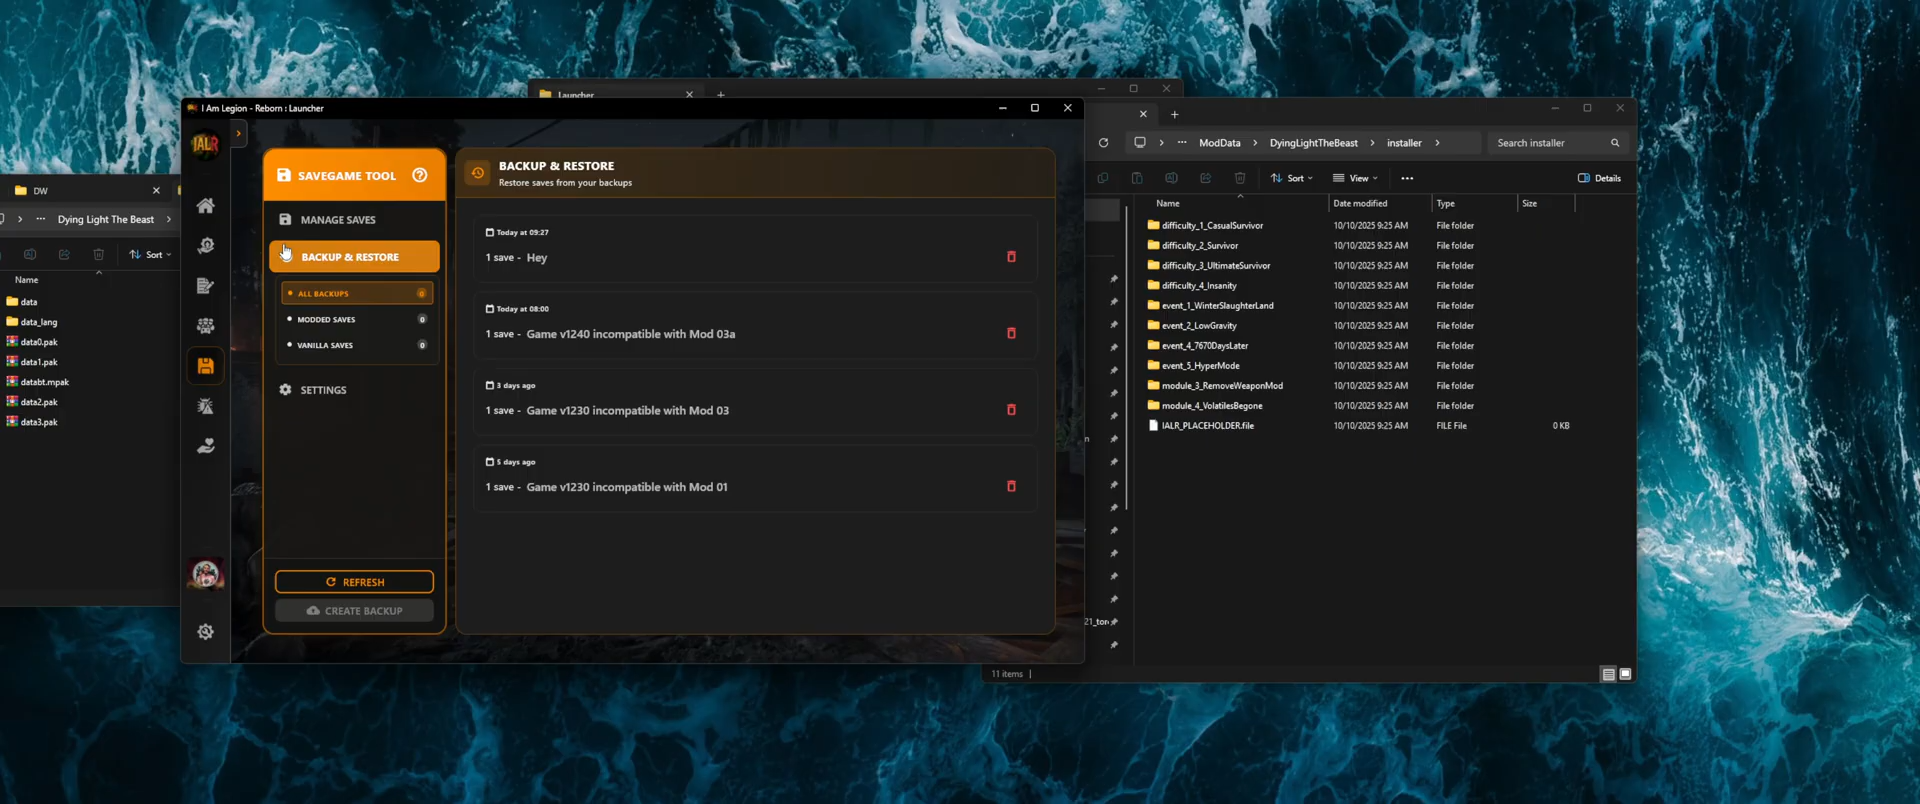 Launcher
I Am Legion - Reborn : Launcher
IALR
SAVEGAME TOOL
MANAGE SAVES
BACKUP & RESTORE
ALL BACKUPS 0
MODDED SAVES 0
VANILLA SAVES 0
SETTINGS
REFRESH
CREATE BACKUP
BACKUP & RESTORE
Restore saves from your backups
Today at 09:27
1 save - Hey
Today at 08:00
1 save - Game v1240 incompatible with Mod 03a
3 days ago
1 save - Game v1230 incompatible with Mod 03
5 days ago
1 save - Game v1230 incompatible with Mod 01
DW
Dying Light The Beast
Sort
Name
data
data_lang
data0.pak
data1.pak
databt.mpak
data2.pak
data3.pak
ModData
DyingLightTheBeast
installer
Search installer
Sort
View
Details
Name Date modified Type Size
difficulty_1_CasualSurvivor 10/10/2025 9:25 AM File folder
difficulty_2_Survivor 10/10/2025 9:25 AM File folder
difficulty_3_UltimateSurvivor 10/10/2025 9:25 AM File folder
difficulty_4_Insanity 10/10/2025 9:25 AM File folder
event_1_WinterSlaughterLand 10/10/2025 9:25 AM File folder
event_2_LowGravity 10/10/2025 9:25 AM File folder
event_4_7670DaysLater 10/10/2025 9:25 AM File folder
event_5_HyperMode 10/10/2025 9:25 AM File folder
module_3_RemoveWeaponMod 10/10/2025 9:25 AM File folder
module_4_VolatilesBegone 10/10/2025 9:25 AM File folder
IALR_PLACEHOLDER.file 10/10/2025 9:25 AM FILE File 0 KB
11 items